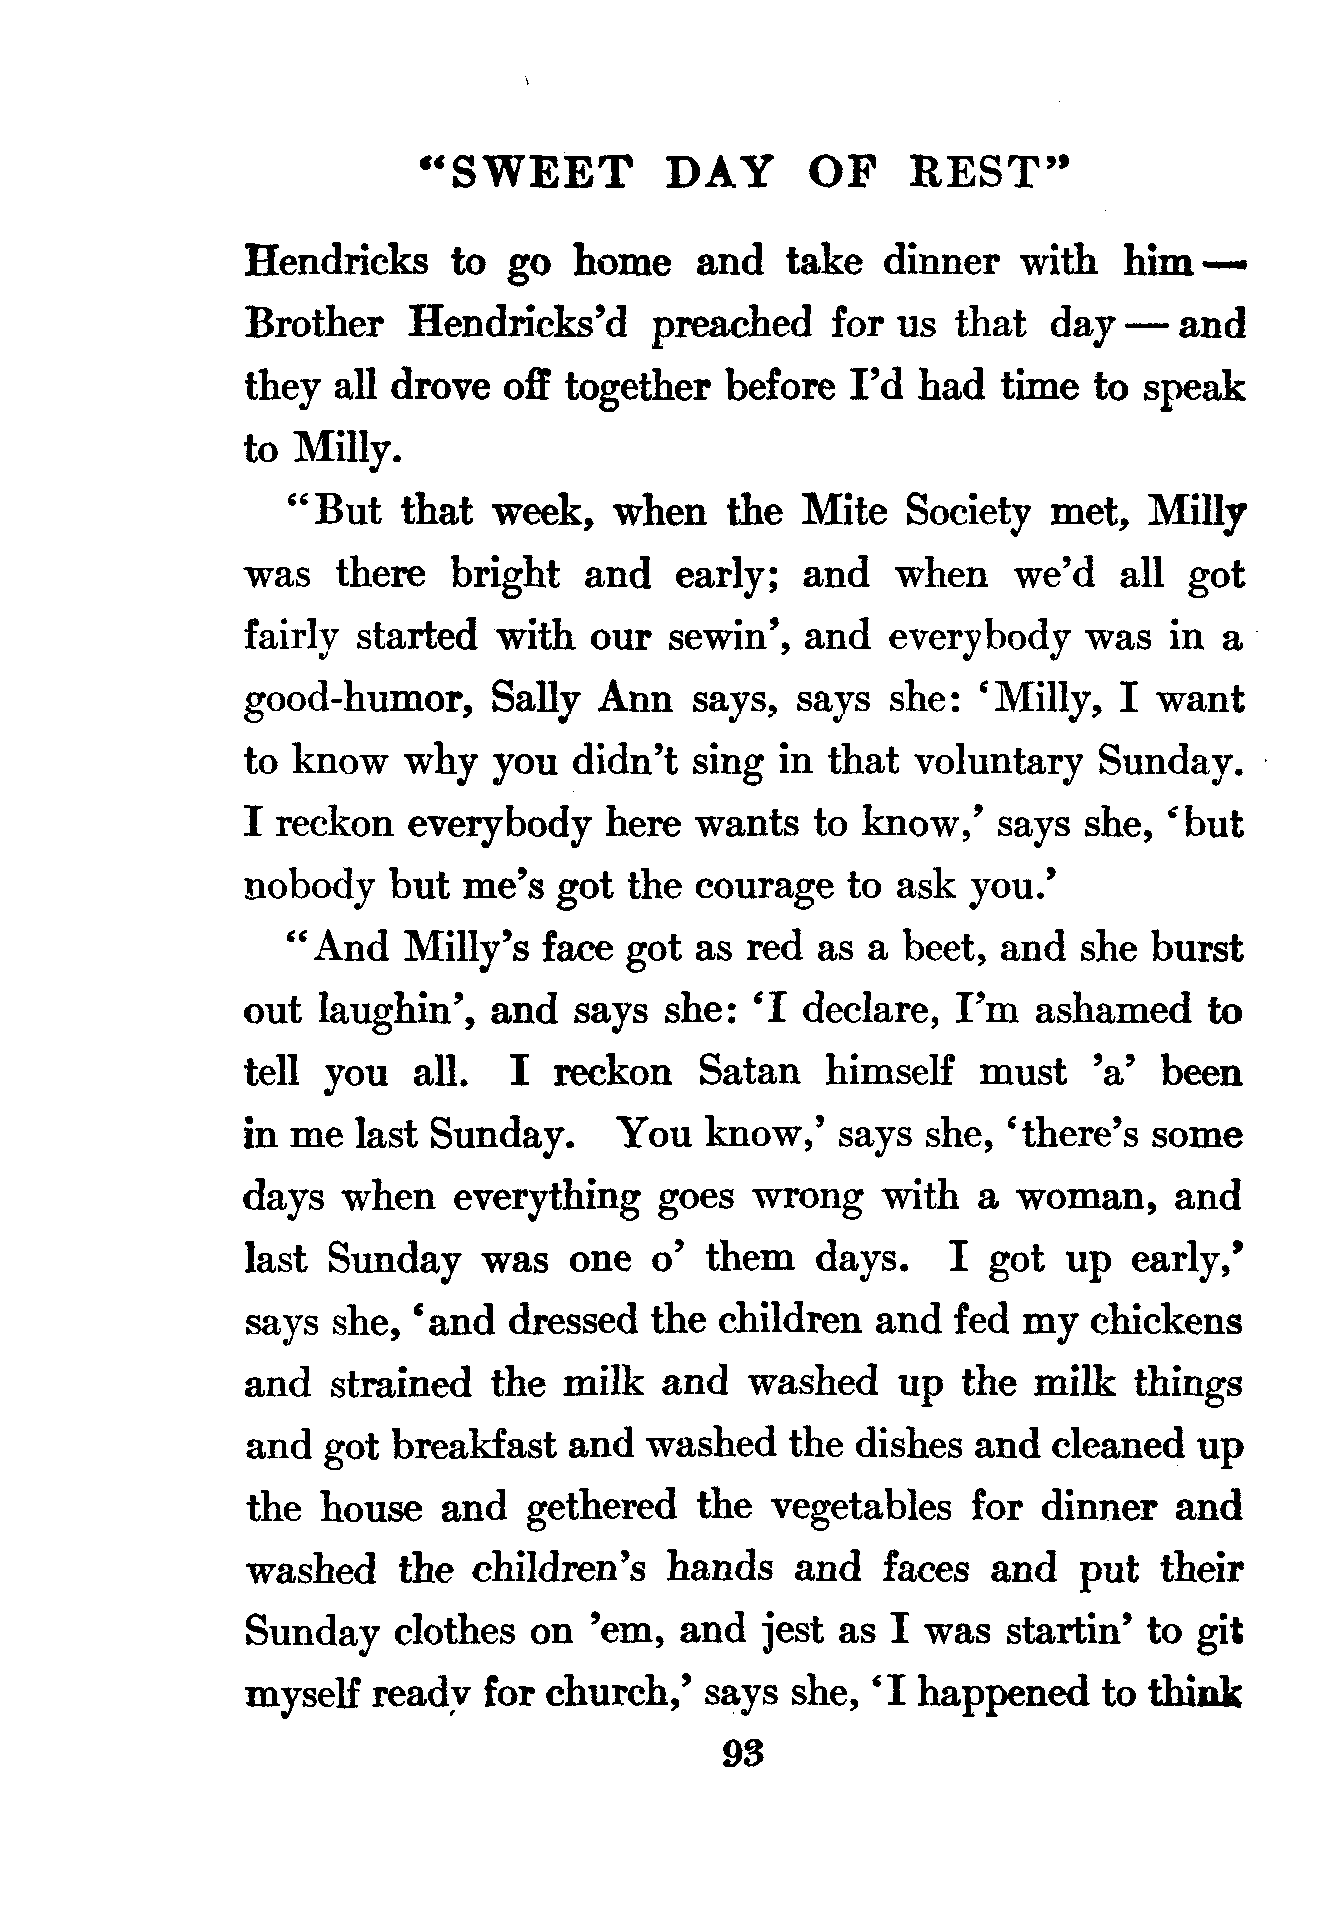 “SWEET DAY OF REST”
Hendricks to go home and take dinner with him —
Brother Hendricks’d preached for us that day — and
they all drove off together before I’d had time to speak
to Milly.
“But that week, when the Mite Society met, Milly
was there bright and early; and when we’d all got
fairly started with our sewin’, and everybody was in a
good-humor, Sally Ann says, says she: ‘Milly, I want
to know why you didn’t sing in that voluntary Sunday.
I reckon everybody here wants to know,’ says she, ‘but
nobody but me’s got the courage to ask you.’
“And Milly’s face got as red as a beet, and she burst
out laughin’, and says she: ‘I declare, I’m ashamed to
tell you all. I reckon Satan himself must ’a’ been
in me last Sunday. You know,’ says she, ‘there’s some
days when everything goes wrong with a woman, and
last Sunday was one o’ them days. I got up early,’
says she, ‘and dressed the children and fed my chickens
and strained the milk and washed up the milk things
and got breakfast and washed the dishes and cleaned up
the house and gethered the vegetables for dinner and
washed the children’s hands and faces and put their
Sunday clothes on ’em, and jest as I was startin’ to git
myself ready for church,’ says she, ‘I happened to think
93